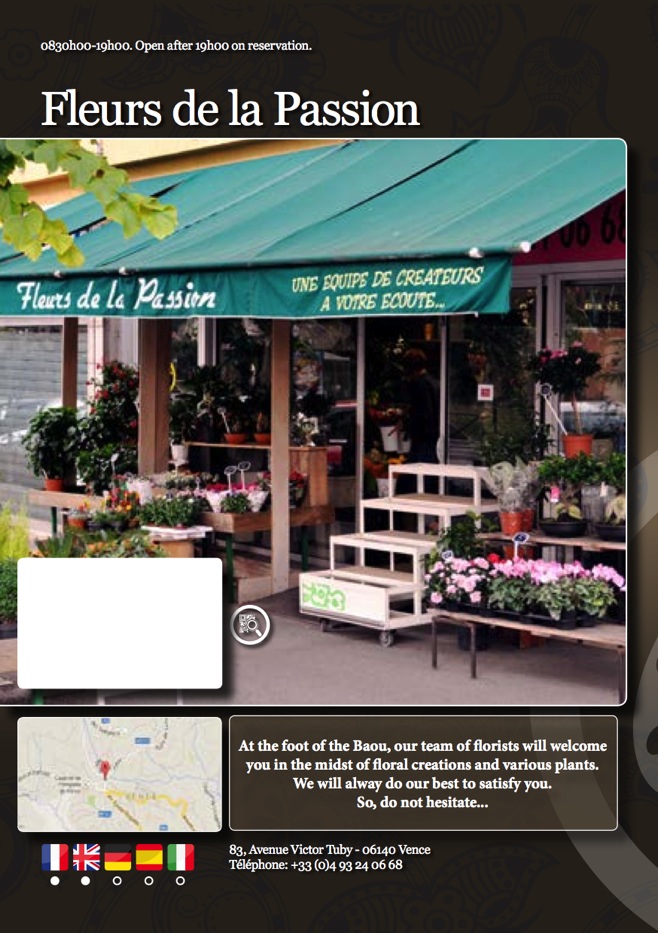 0830h00-19h00. Open after 19h00 on reservation.
Fleurs de la Passion
06 68
Fleurs de la Passion
UNE EQUIPE DE CREATEURS
A VOTRE ECOUTE...
At the foot of the Baou, our team of florists will welcome
you in the midst of floral creations and various plants.
We will alway do our best to satisfy you.
So, do not hesitate...
83, Avenue Victor Tuby - 06140 Vence
Téléphone: +33 (0)4 93 24 06 68